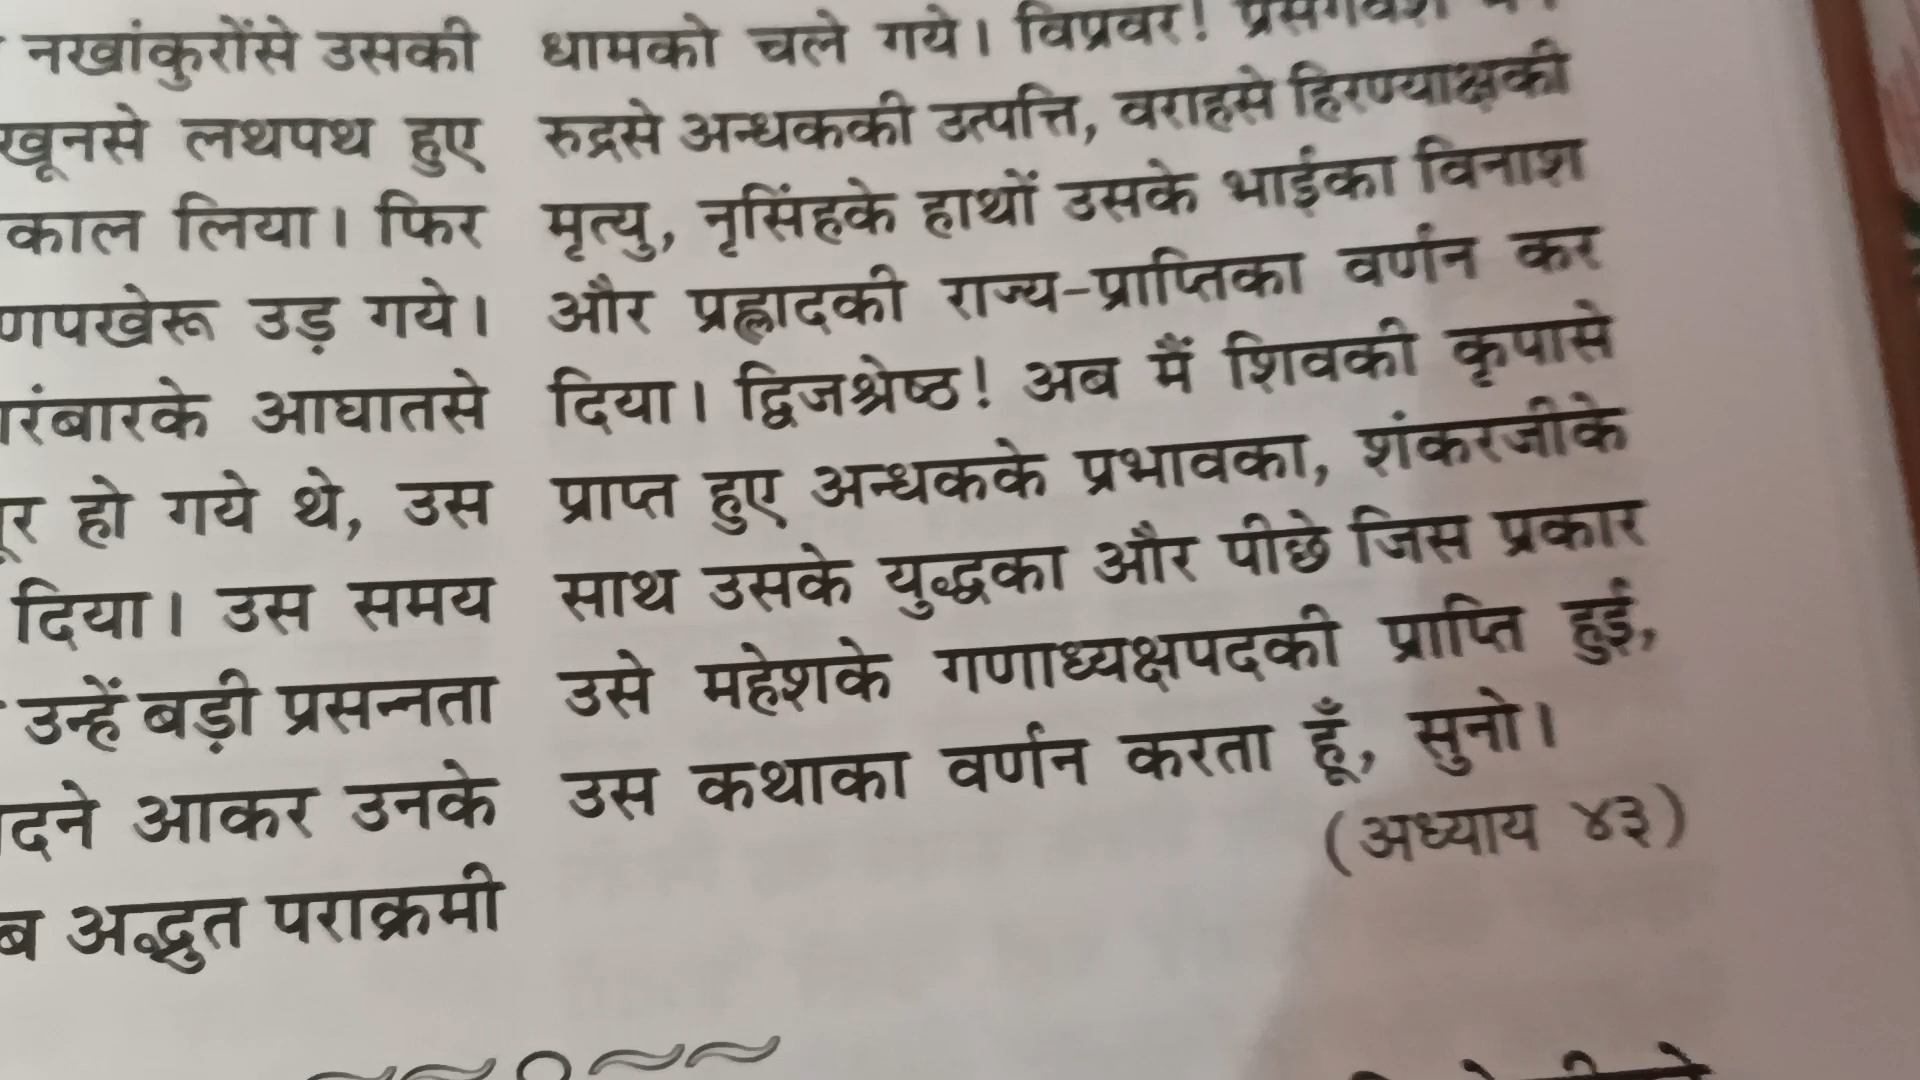 नखांकुरोंसे उसकी
खूनसे लथपथ हुए
काल लिया। फिर
णपखेरू उड़ गये।
रंबारके आघातसे
हो गये थे, उस
दिया। उस समय
उन्हें बड़ी प्रसन्नता
दने आकर उनके
ब अद्भुत पराक्रमी
धामको चले गये। विप्रवर! प्रसंगवश
रुद्रसे अन्धककी उत्पत्ति, वराहसे हिरण्याक्षकी
मृत्यु, नृसिंहके हाथों उसके भाईका विनाश
और प्रह्लादकी राज्य-प्राप्तिका वर्णन कर
दिया। द्विजश्रेष्ठ! अब मैं शिवकी कृपासे
प्राप्त हुए अन्धकके प्रभावका, शंकरजीके
साथ उसके युद्धका और पीछे जिस प्रकार
उसे महेशके गणाध्यक्षपदकी प्राप्ति हुई,
उस कथाका वर्णन करता हूँ, सुनो।
(अध्याय ४३)